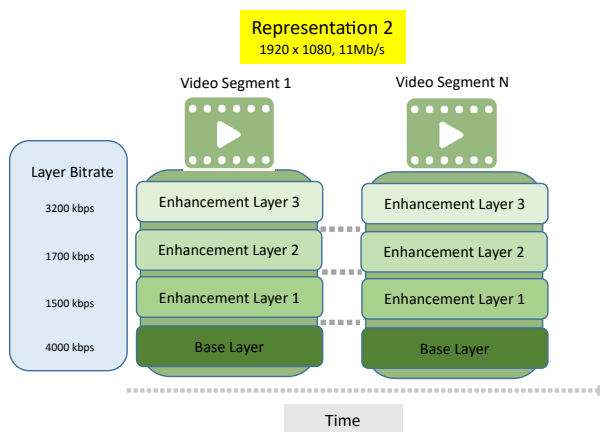 Representation 2
1920 x 1080, 11Mb/s
Video Segment 1
Video Segment N
Layer Bitrate
3200 kbps
Enhancement Layer 3
Enhancement Layer 3
1700 kbps
Enhancement Layer 2
Enhancement Layer 2
1500 kbps
Enhancement Layer 1
Enhancement Layer 1
4000 kbps
Base Layer
Base Layer
Time